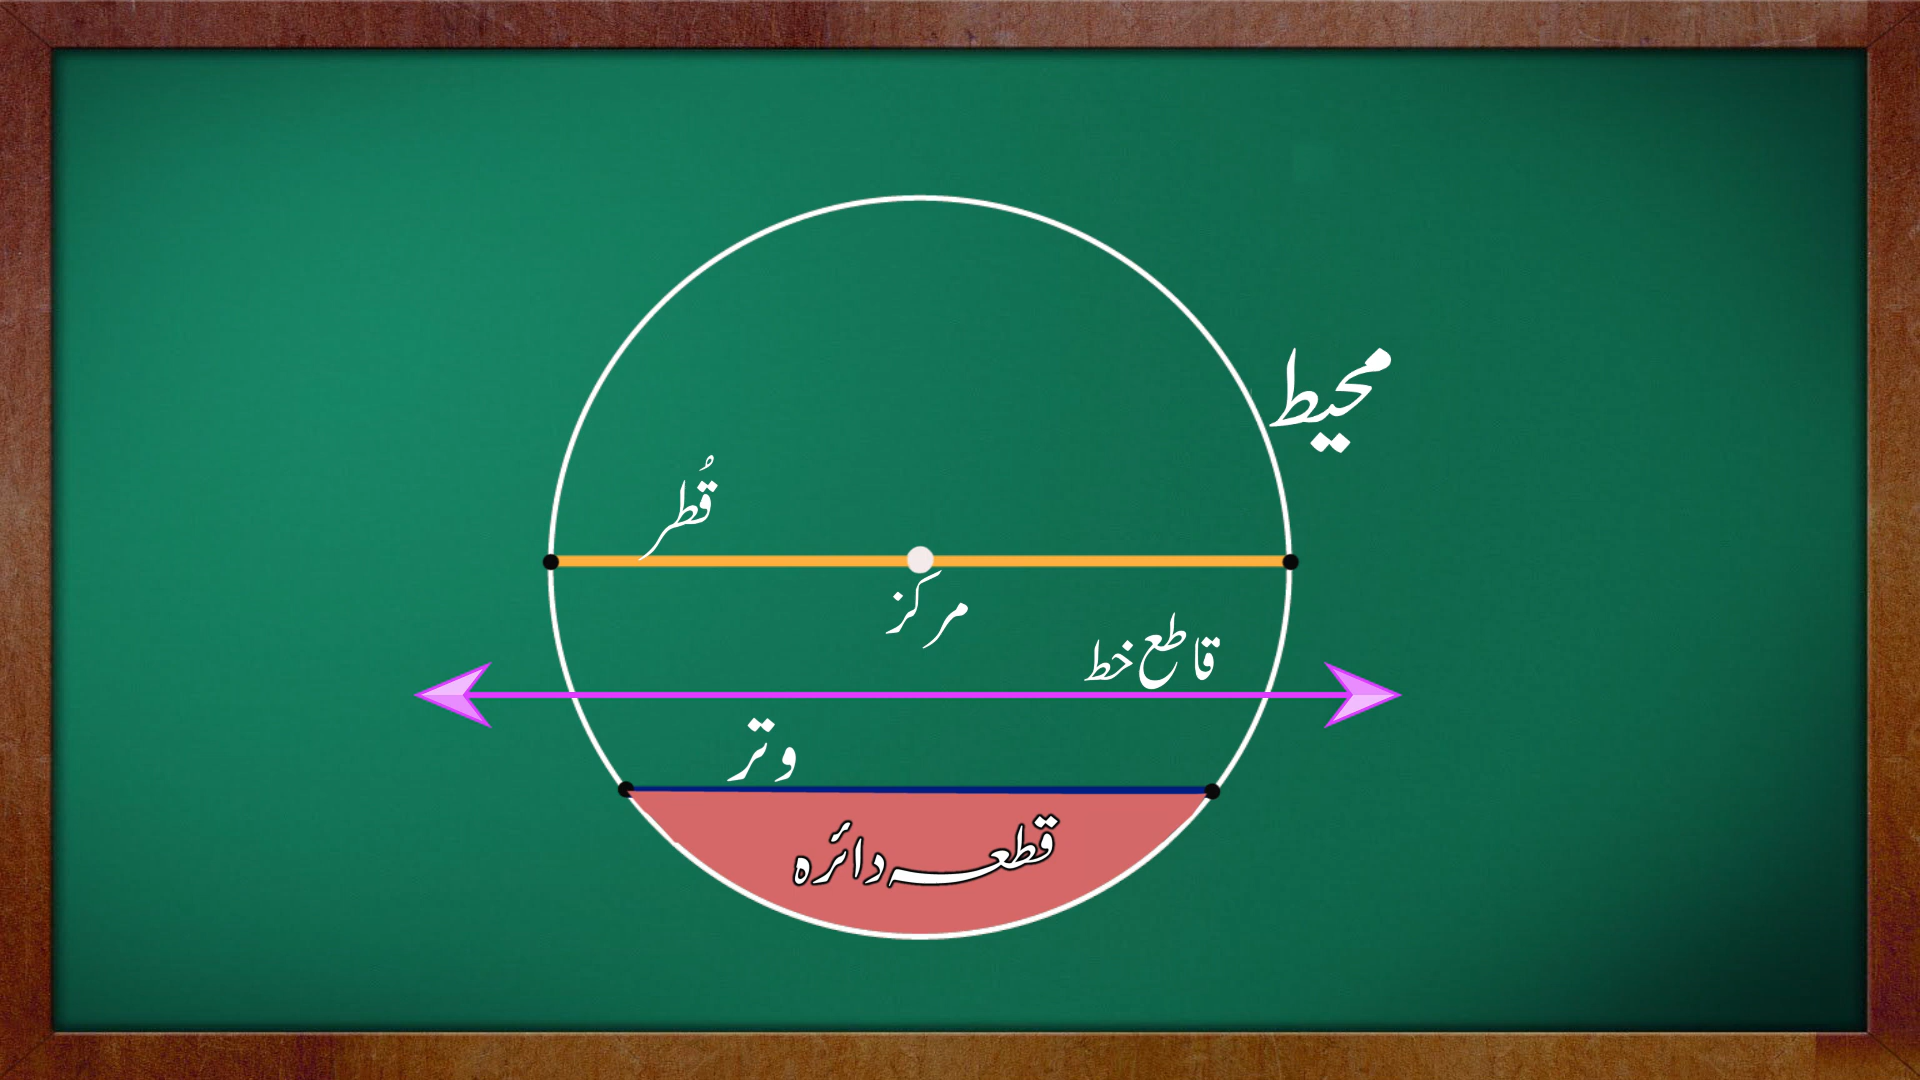 محیط
قُطر
مرکز
قاطع خط
وتر
قطعہ دائرہ